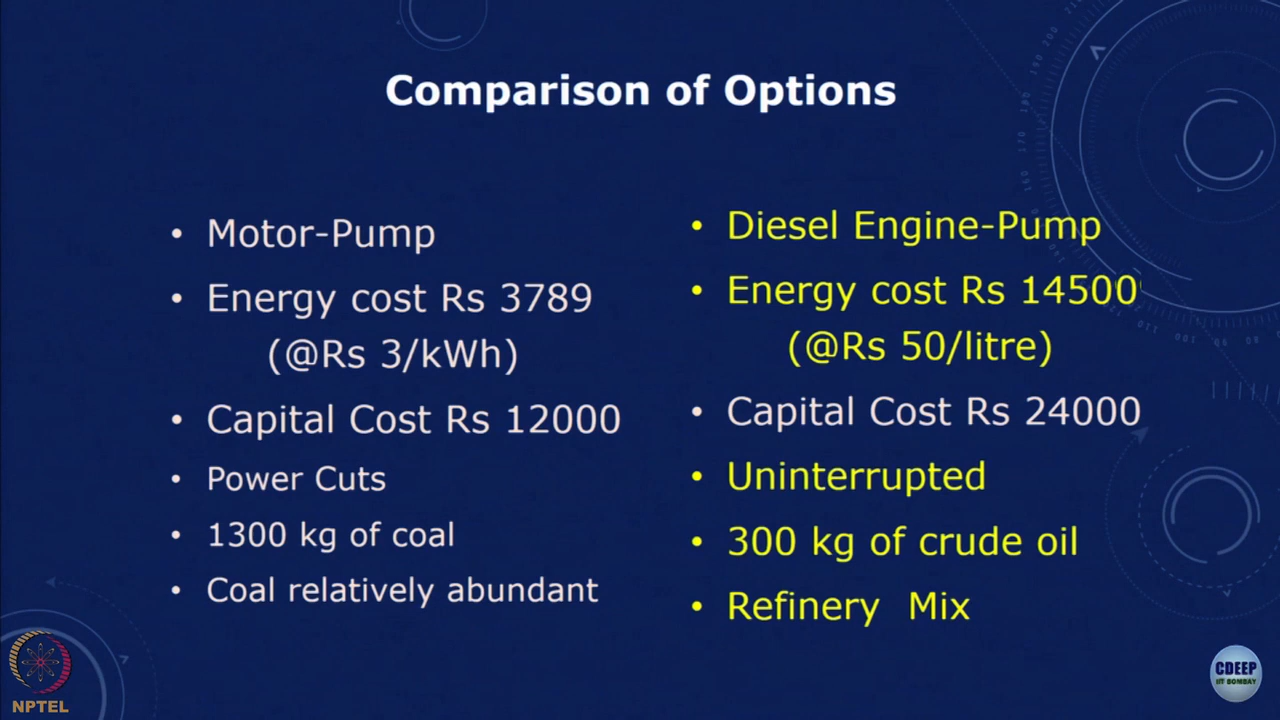 Comparison of Options
• Motor-Pump
• Energy cost Rs 3789
(@Rs 3/kWh)
• Capital Cost Rs 12000
• Power Cuts
• 1300 kg of coal
• Coal relatively abundant
• Diesel Engine-Pump
• Energy cost Rs 14500
(@Rs 50/litre)
• Capital Cost Rs 24000
• Uninterrupted
• 300 kg of crude oil
• Refinery Mix
NPTEL
CDEEP
IIT BOMBAY